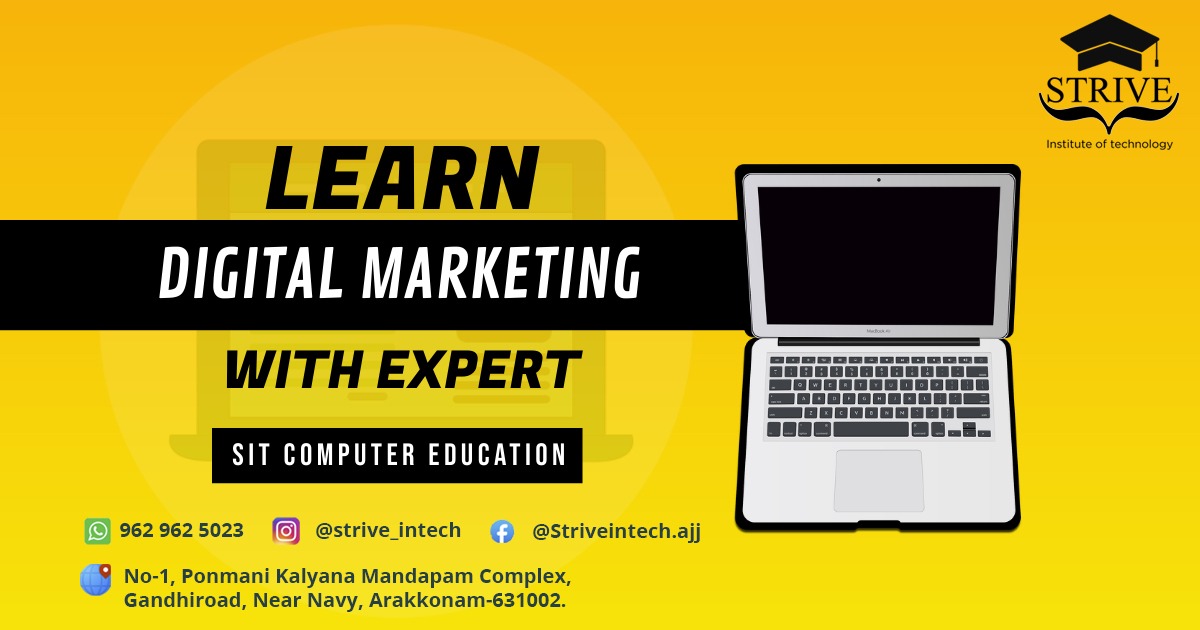 STRIVE
Institute of technology
LEARN
DIGITAL MARKETING
WITH EXPERT
SIT COMPUTER EDUCATION
962 962 5023 @strive_intech @Striveintech.ajj
No-1, Ponmani Kalyana Mandapam Complex,
Gandhiroad, Near Navy, Arakkonam-631002.